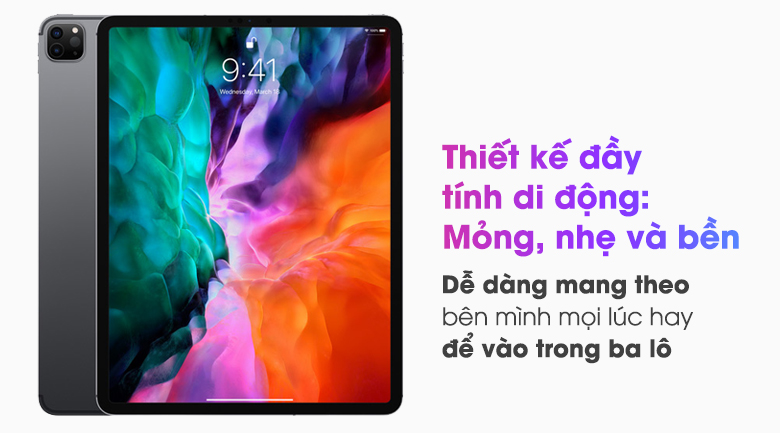 9:41
Wednesday, March 18
Thiết kế đầy
tính di động:
Mỏng, nhẹ và bền
Dễ dàng mang theo
bên mình mọi lúc hay
để vào trong ba lô